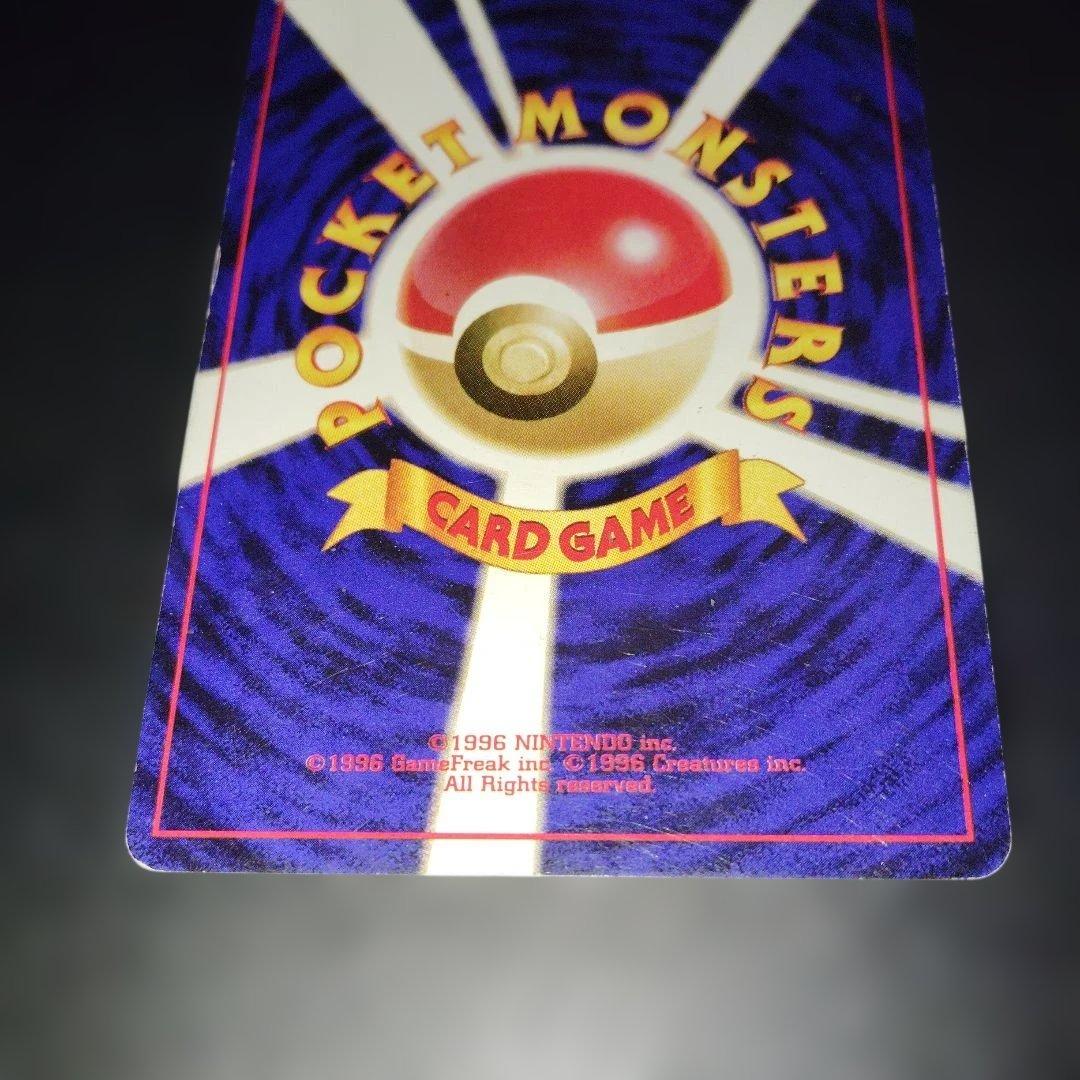 POCKET MONSTERS
CARD GAME
©1996 NINTENDO inc.
©1996 GameFreak inc. ©1996 Creatures inc.
All Rights reserved.